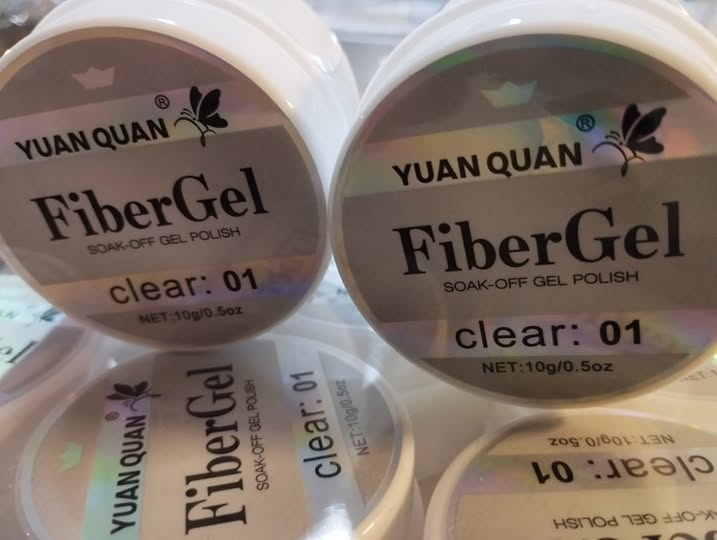 YUAN QUAN®
FiberGel
SOAK-OFF GEL POLISH
clear: 01
NET:10g/0.5oz
YUAN QUAN®
FiberGel
SOAK-OFF GEL POLISH
clear: 01
NET:10g/0.5oz
YUAN QUAN®
FiberGel
SOAK-OFF GEL POLISH
clear: 01
NET:10g/0.5oz
NET:10g/0.5oz
clear: 01
GEL POLISH